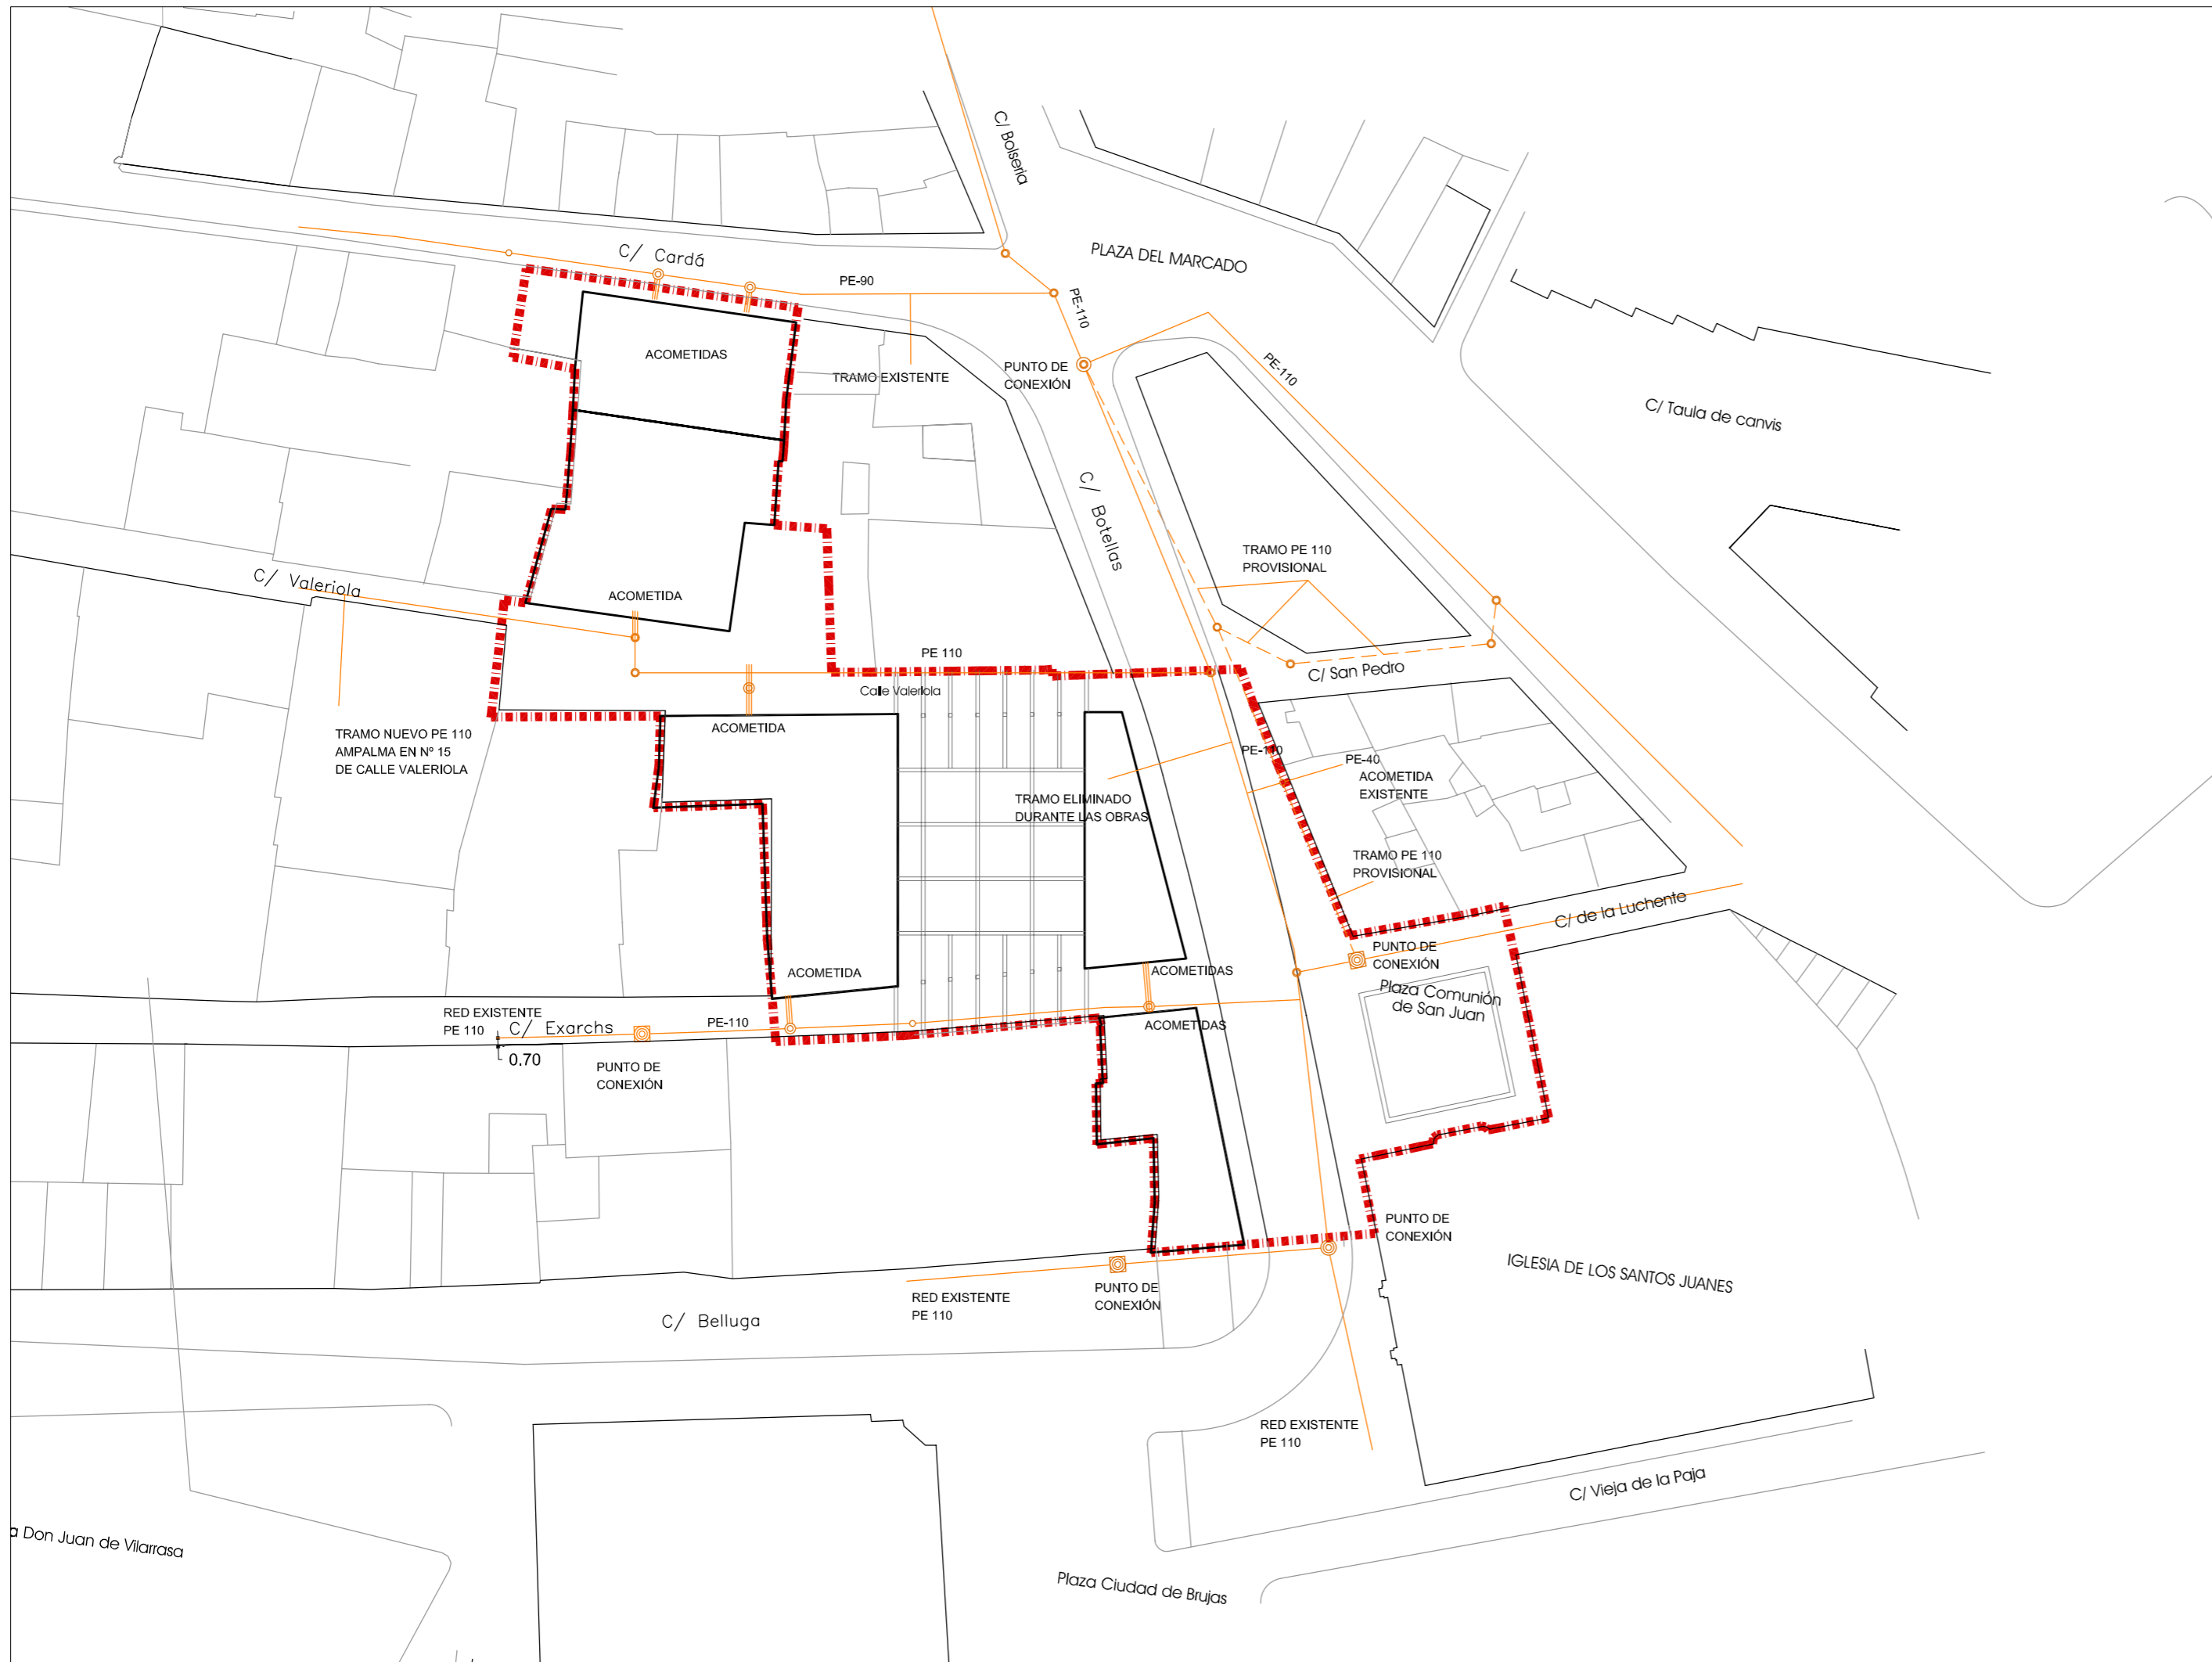 C/ Bolseria
PLAZA DEL MARCADO
C/ Cardá
PE-90
PE-110
ACOMETIDAS
TRAMO EXISTENTE
PUNTO DE
CONEXIÓN
PE-110
C/ Taula de canvis
C/ Botellas
TRAMO PE 110
PROVISIONAL
C/ Valeriola
ACOMETIDA
PE 110
C/ San Pedro
Calle Valeriola
TRAMO NUEVO PE 110
AMPALMA EN Nº 15
DE CALLE VALERIOLA
ACOMETIDA
PE-110
PE-40
ACOMETIDA
EXISTENTE
TRAMO ELIMINADO
DURANTE LAS OBRAS
TRAMO PE 110
PROVISIONAL
C/ de la Luchente
PUNTO DE
CONEXIÓN
ACOMETIDA
ACOMETIDAS
Plaza Comunión
de San Juan
RED EXISTENTE
PE 110
C/ Exarchs
PE-110
ACOMETIDAS
0.70
PUNTO DE
CONEXIÓN
PUNTO DE
CONEXIÓN
IGLESIA DE LOS SANTOS JUANES
RED EXISTENTE
PE 110
PUNTO DE
CONEXIÓN
C/ Belluga
RED EXISTENTE
PE 110
C/ Vieja de la Paja
a Don Juan de Vilarrasa
Plaza Ciudad de Brujas